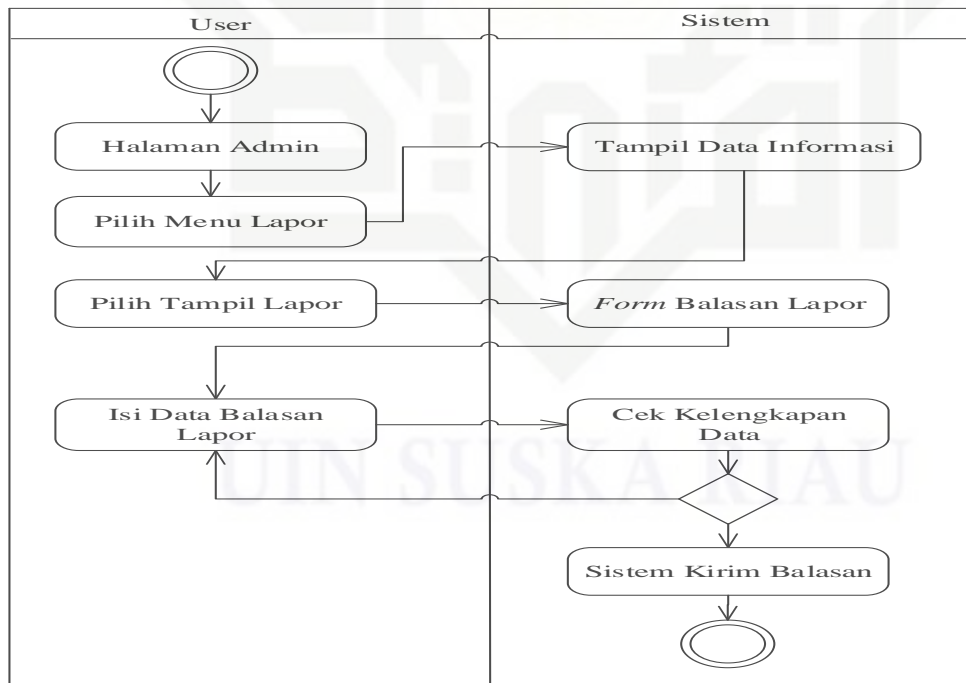 User
Sistem
Halaman Admin
Tampil Data Informasi
Pilih Menu Lapor
Pilih Tampil Lapor
Form Balasan Lapor
Isi Data Balasan
Lapor
Cek Kelengkapan
Data
UIN SUSKA RIAU
Sistem Kirim Balasan